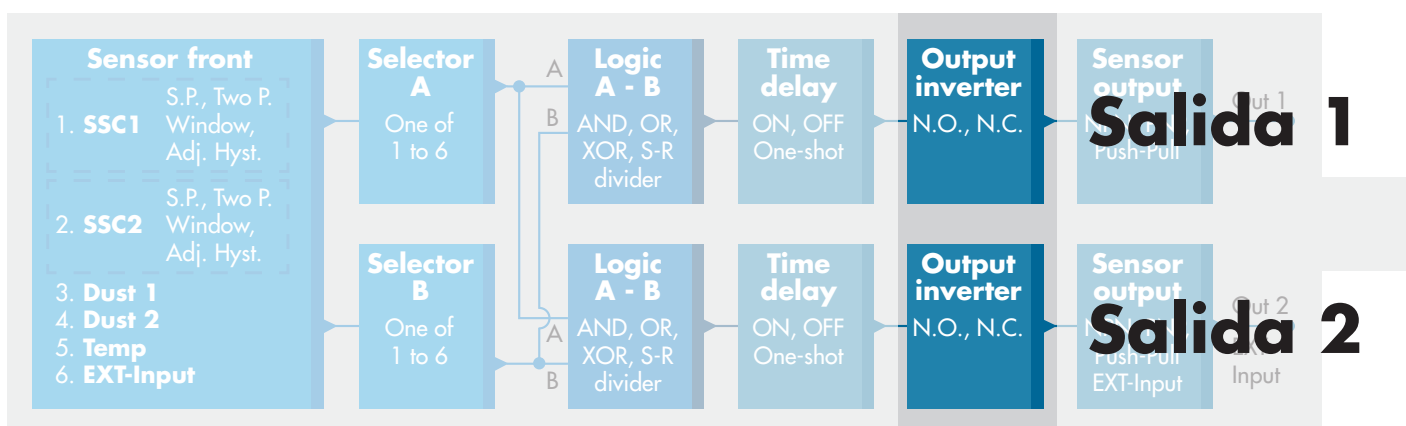 Sensor front
1. SSC1
S.P., Two P.
Window,
Adj. Hyst.
2. SSC2
S.P., Two P.
Window,
Adj. Hyst.
3. Dust 1
4. Dust 2
5. Temp
6. EXT-Input
Selector
A
One of
1 to 6
Selector
B
One of
1 to 6
A
B
Logic
A - B
AND, OR,
XOR, S-R
divider
Time
delay
ON, OFF
One-shot
Output
inverter
N.O., N.C.
Sensor
output
Push-Pull
Out 1
Salida 1
A
B
Logic
A - B
AND, OR,
XOR, S-R
divider
Time
delay
ON, OFF
One-shot
Output
inverter
N.O., N.C.
Sensor
output
Push-Pull
EXT-Input
Out 2
Input
Salida 2